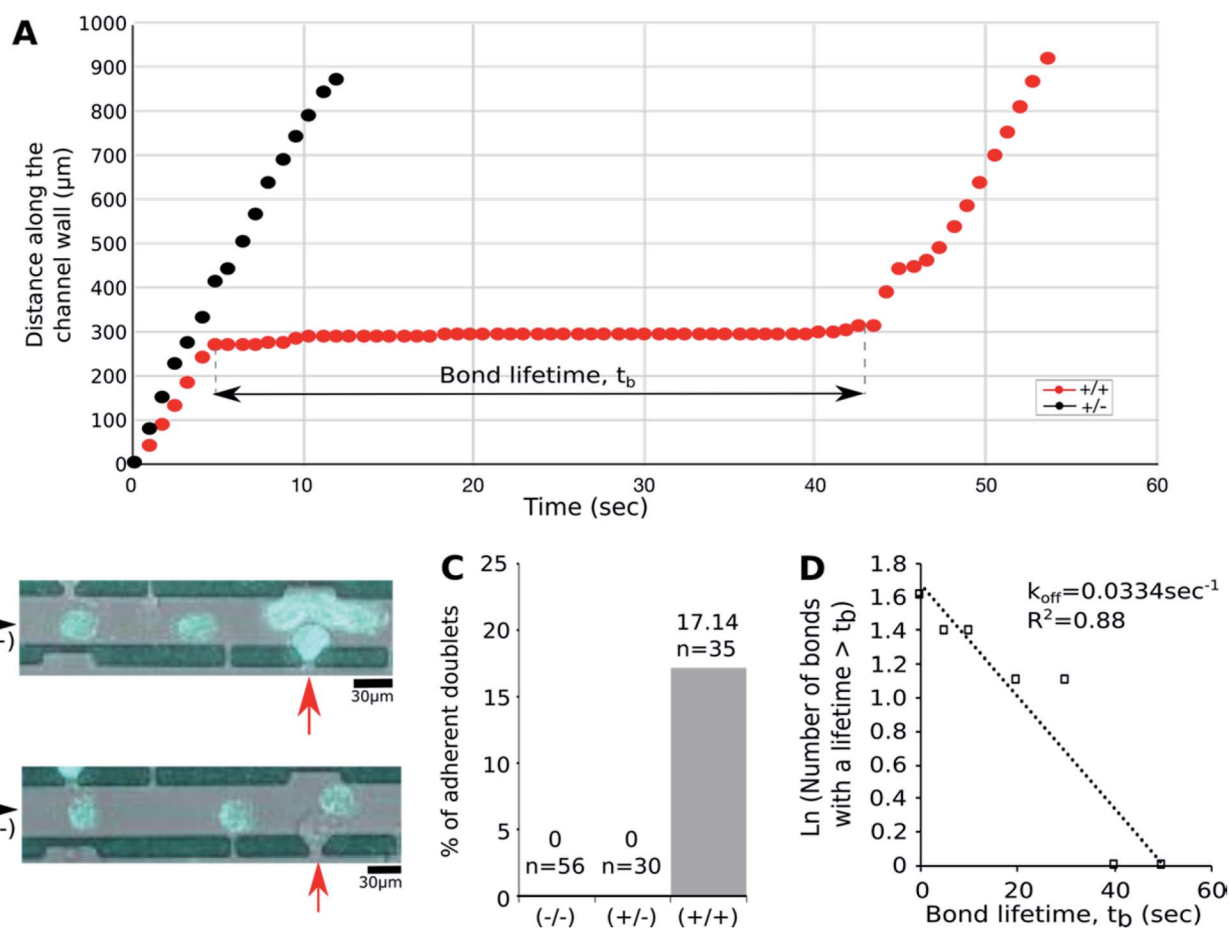 A
1000
900
800
700
600
500
400
300
200
100
0
Distance along the
channel wall (µm)
Bond lifetime, tb
+/+
+/-
0 10 20 30 40 50 60
Time (sec)
-)
30µm
-)
30µm
C
25
20
15
10
5
0
% of adherent doublets
0
n=56
0
n=30
17.14
n=35
(-/-) (+/-) (+/+)
D
1.8
1.6
1.4
1.2
1.0
0.8
0.6
0.4
0.2
0
Ln (Number of bonds
with a lifetime > tb)
koff=0.0334sec-1
R2=0.88
0 20 40 60
Bond lifetime, tb (sec)